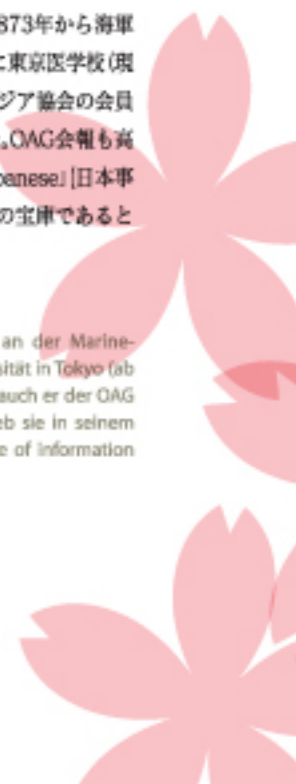 873年から海軍
に東京医学校（現
ジア協会の会員
。OAG会報も高
panese」［日本事
の宝庫であると
an der Marine-
sität in Tokyo (ab
auch er der OAG
eb sie in seinem
e of information